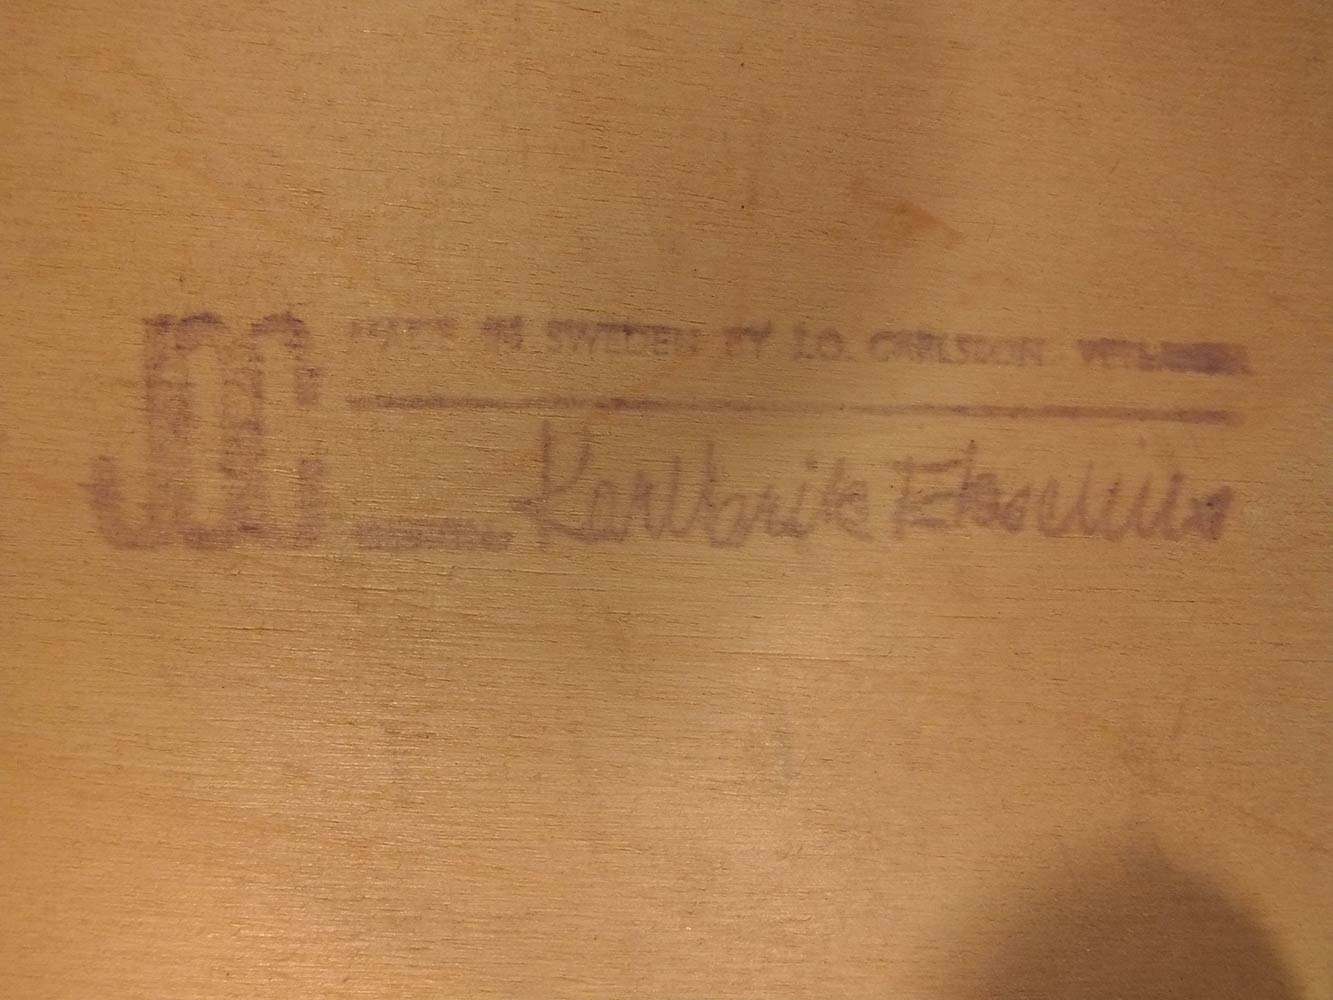 JOC
MADE IN SWEDEN BY J.O. CARLSSON
Karl Erik Ekselius